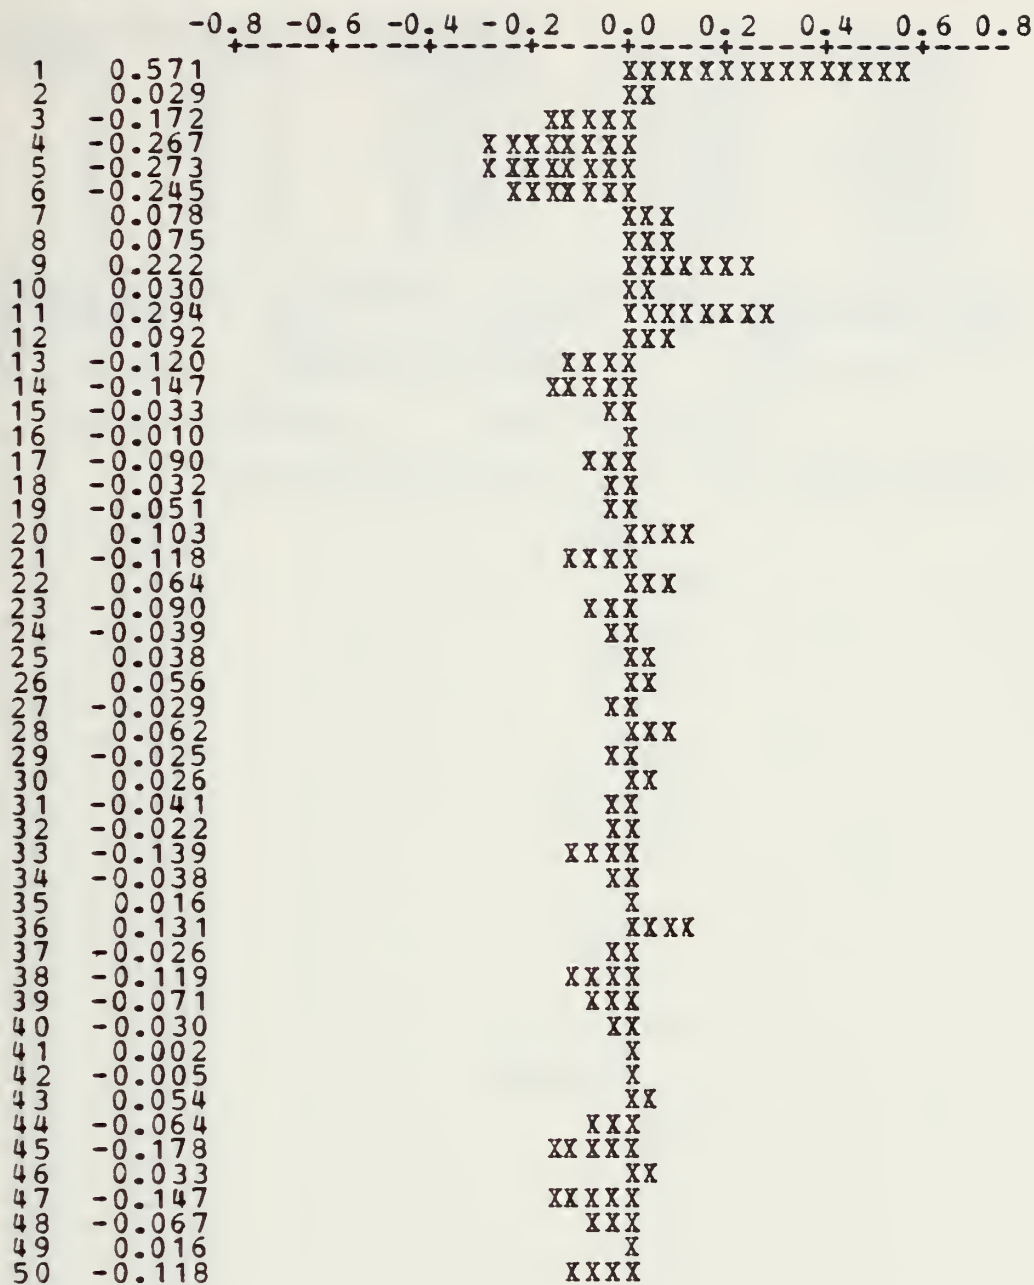 -0.8 -0.6 -0.4 -0.2 0.0 0.2 0.4 0.6 0.8
+----+----+----+----+----+----+----+----+
1 0.571 XXXXXXXXXXXXXXX
2 0.029 XX
3 -0.172 XXXXX
4 -0.267 XXXXXXXX
5 -0.273 XXXXXXXX
6 -0.245 XXXXXXX
7 0.078 XXX
8 0.075 XXX
9 0.222 XXXXXXX
10 0.030 XX
11 0.294 XXXXXXXX
12 0.092 XXX
13 -0.120 XXXX
14 -0.147 XXXXX
15 -0.033 XX
16 -0.010 X
17 -0.090 XXX
18 -0.032 XX
19 -0.051 XX
20 0.103 XXXX
21 -0.118 XXXX
22 0.064 XXX
23 -0.090 XXX
24 -0.039 XX
25 0.038 XX
26 0.056 XX
27 -0.029 XX
28 0.062 XXX
29 -0.025 XX
30 0.026 XX
31 -0.041 XX
32 -0.022 XX
33 -0.139 XXXX
34 -0.038 XX
35 0.016 X
36 0.131 XXXX
37 -0.026 XX
38 -0.119 XXXX
39 -0.071 XXX
40 -0.030 XX
41 0.002 X
42 -0.005 X
43 0.054 XX
44 -0.064 XXX
45 -0.178 XXXXX
46 0.033 XX
47 -0.147 XXXXX
48 -0.067 XXX
49 0.016 X
50 -0.118 XXXX